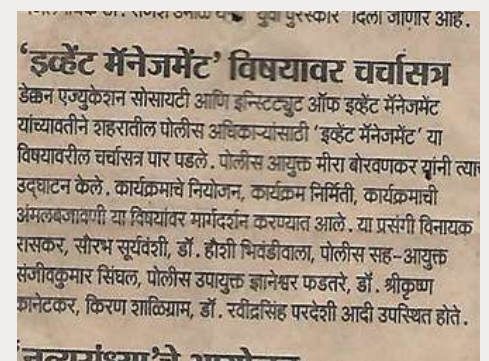 युवा पुरस्कार दिला जाणार आहे.
'इव्हेंट मॅनेजमेंट' विषयावर चर्चासत्र
डेक्कन एज्युकेशन सोसायटी आणि इन्स्टिट्युट ऑफ इव्हेंट मॅनेजमेंट
यांच्यावतीने शहरातील पोलीस अधिकाऱ्यांसाठी 'इव्हेंट मॅनेजमेंट' या
विषयावरील चर्चासत्र पार पडले. पोलीस आयुक्त मीरा बोरवणकर यांनी त्या
उद्घाटन केले. कार्यक्रमाचे नियोजन, कार्यक्रम निर्मिती, कार्यक्रमाची
अंमलबजावणी या विषयांवर मार्गदर्शन करण्यात आले. या प्रसंगी विनायक
रासकर, सौरभ सूर्यवंशी, डॉ. हौशी भिवंडीवाला, पोलीस सह-आयुक्त
संजीवकुमार सिंघल, पोलीस उपायुक्त ज्ञानेश्वर फडतरे, डॉ. श्रीकृष्ण
कानेटकर, किरण शाळिग्राम, डॉ. रवींद्रसिंह परदेशी आदी उपस्थित होते.